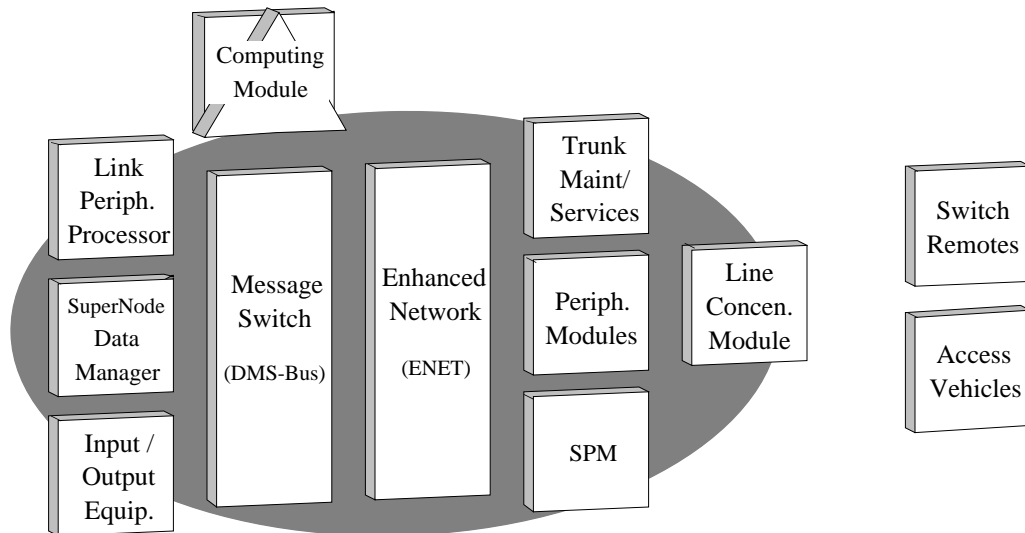 Computing
Module
Link
Periph.
Processor
SuperNode
Data
Manager
Input /
Output
Equip.
Message
Switch
(DMS-Bus)
Enhanced
Network
(ENET)
Trunk
Maint/
Services
Periph.
Modules
SPM
Line
Concen.
Module
Switch
Remotes
Access
Vehicles